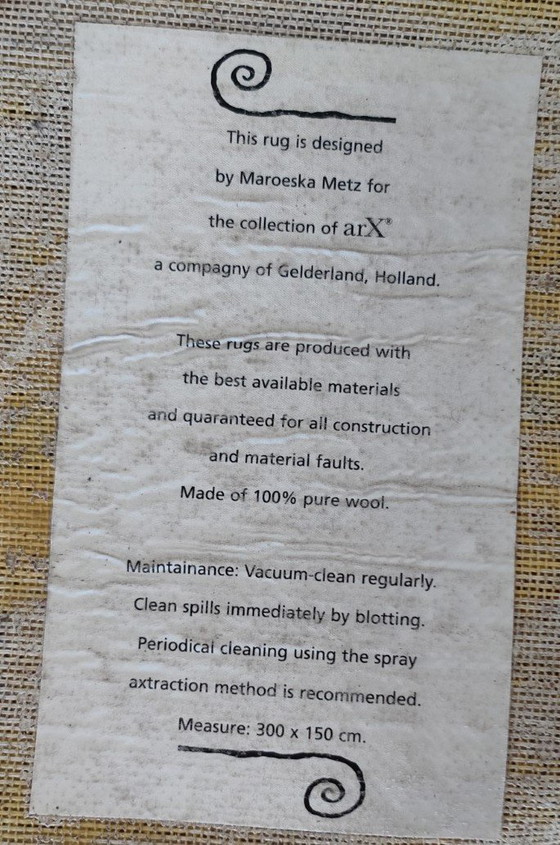 This rug is designed
by Maroeska Metz for
the collection of arX®
a compagny of Gelderland, Holland.
These rugs are produced with
the best available materials
and quaranteed for all construction
and material faults.
Made of 100% pure wool.
Maintainance: Vacuum-clean regularly.
Clean spills immediately by blotting.
Periodical cleaning using the spray
axtraction method is recommended.
Measure: 300 x 150 cm.